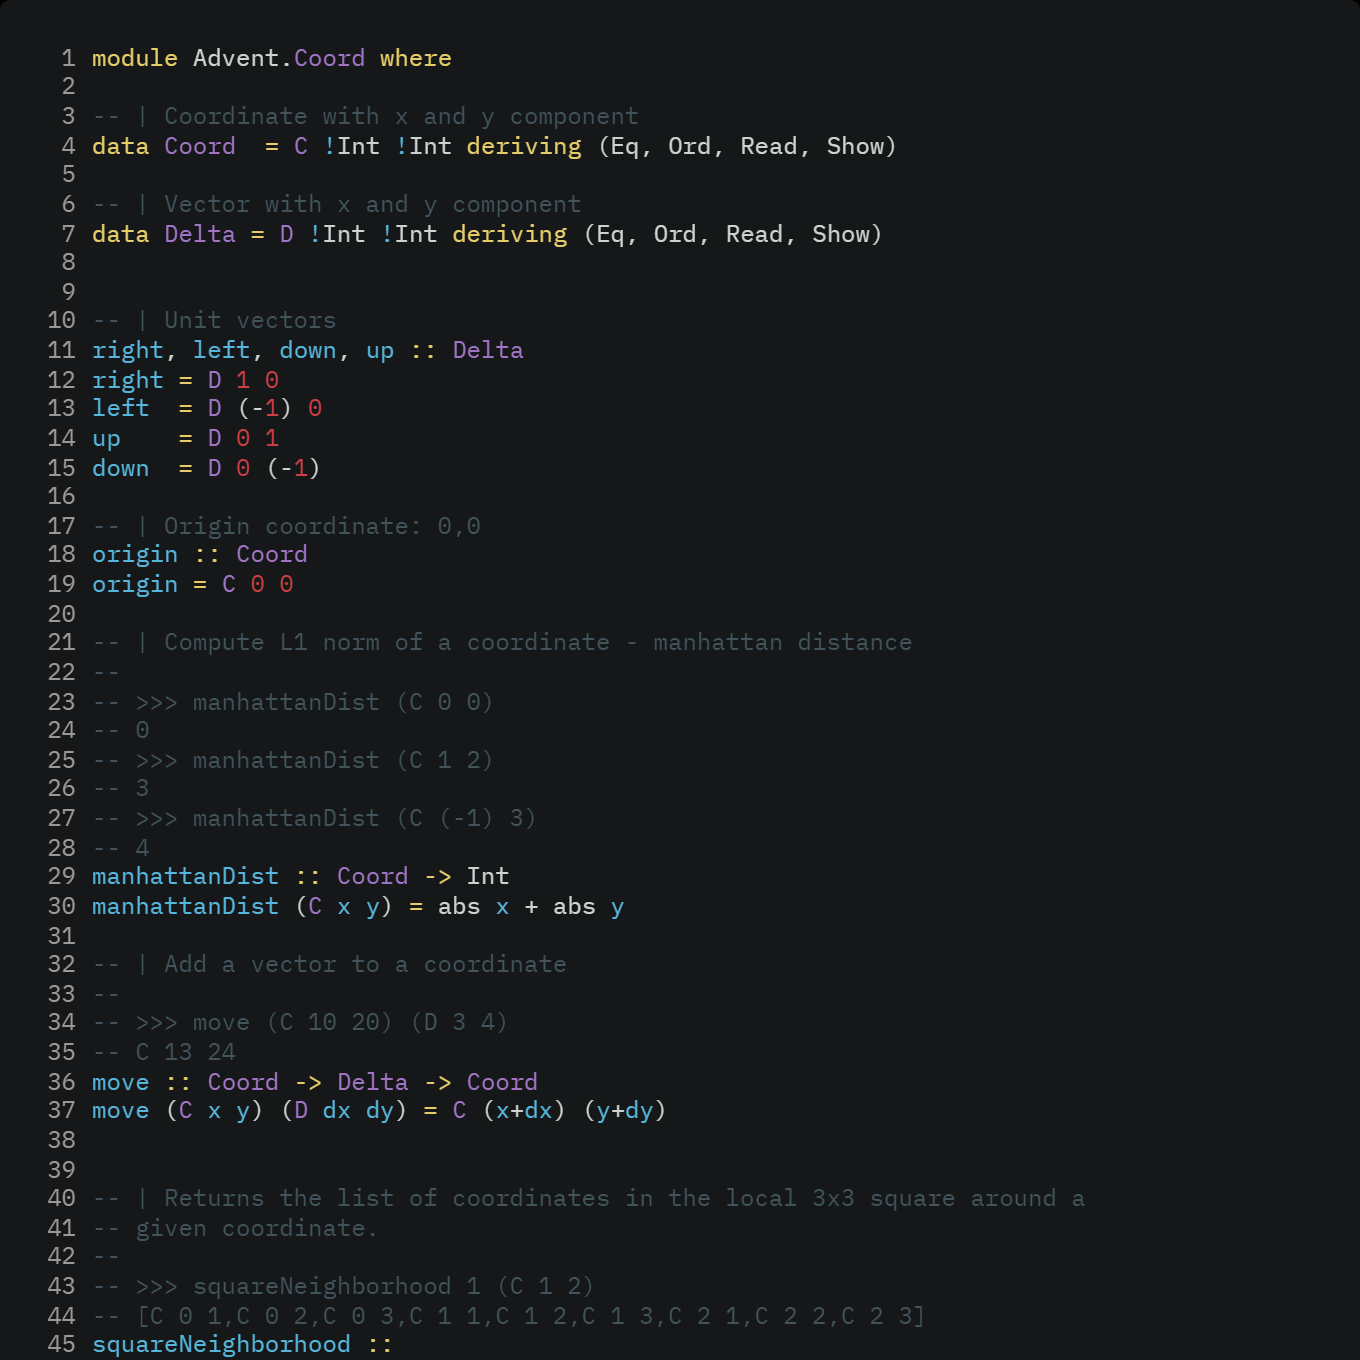 1 module Advent.Coord where
2
3 -- | Coordinate with x and y component
4 data Coord  = C !Int !Int deriving (Eq, Ord, Read, Show)
5
6 -- | Vector with x and y component
7 data Delta = D !Int !Int deriving (Eq, Ord, Read, Show)
8
9
10 -- | Unit vectors
11 right, left, down, up :: Delta
12 right = D 1 0
13 left  = D (-1) 0
14 up    = D 0 1
15 down  = D 0 (-1)
16
17 -- | Origin coordinate: 0,0
18 origin :: Coord
19 origin = C 0 0
20
21 -- | Compute L1 norm of a coordinate - manhattan distance
22 --
23 -- >>> manhattanDist (C 0 0)
24 -- 0
25 -- >>> manhattanDist (C 1 2)
26 -- 3
27 -- >>> manhattanDist (C (-1) 3)
28 -- 4
29 manhattanDist :: Coord -> Int
30 manhattanDist (C x y) = abs x + abs y
31
32 -- | Add a vector to a coordinate
33 --
34 -- >>> move (C 10 20) (D 3 4)
35 -- C 13 24
36 move :: Coord -> Delta -> Coord
37 move (C x y) (D dx dy) = C (x+dx) (y+dy)
38
39
40 -- | Returns the list of coordinates in the local 3x3 square around a
41 -- given coordinate.
42 --
43 -- >>> squareNeighborhood 1 (C 1 2)
44 -- [C 0 1,C 0 2,C 0 3,C 1 1,C 1 2,C 1 3,C 2 1,C 2 2,C 2 3]
45 squareNeighborhood ::